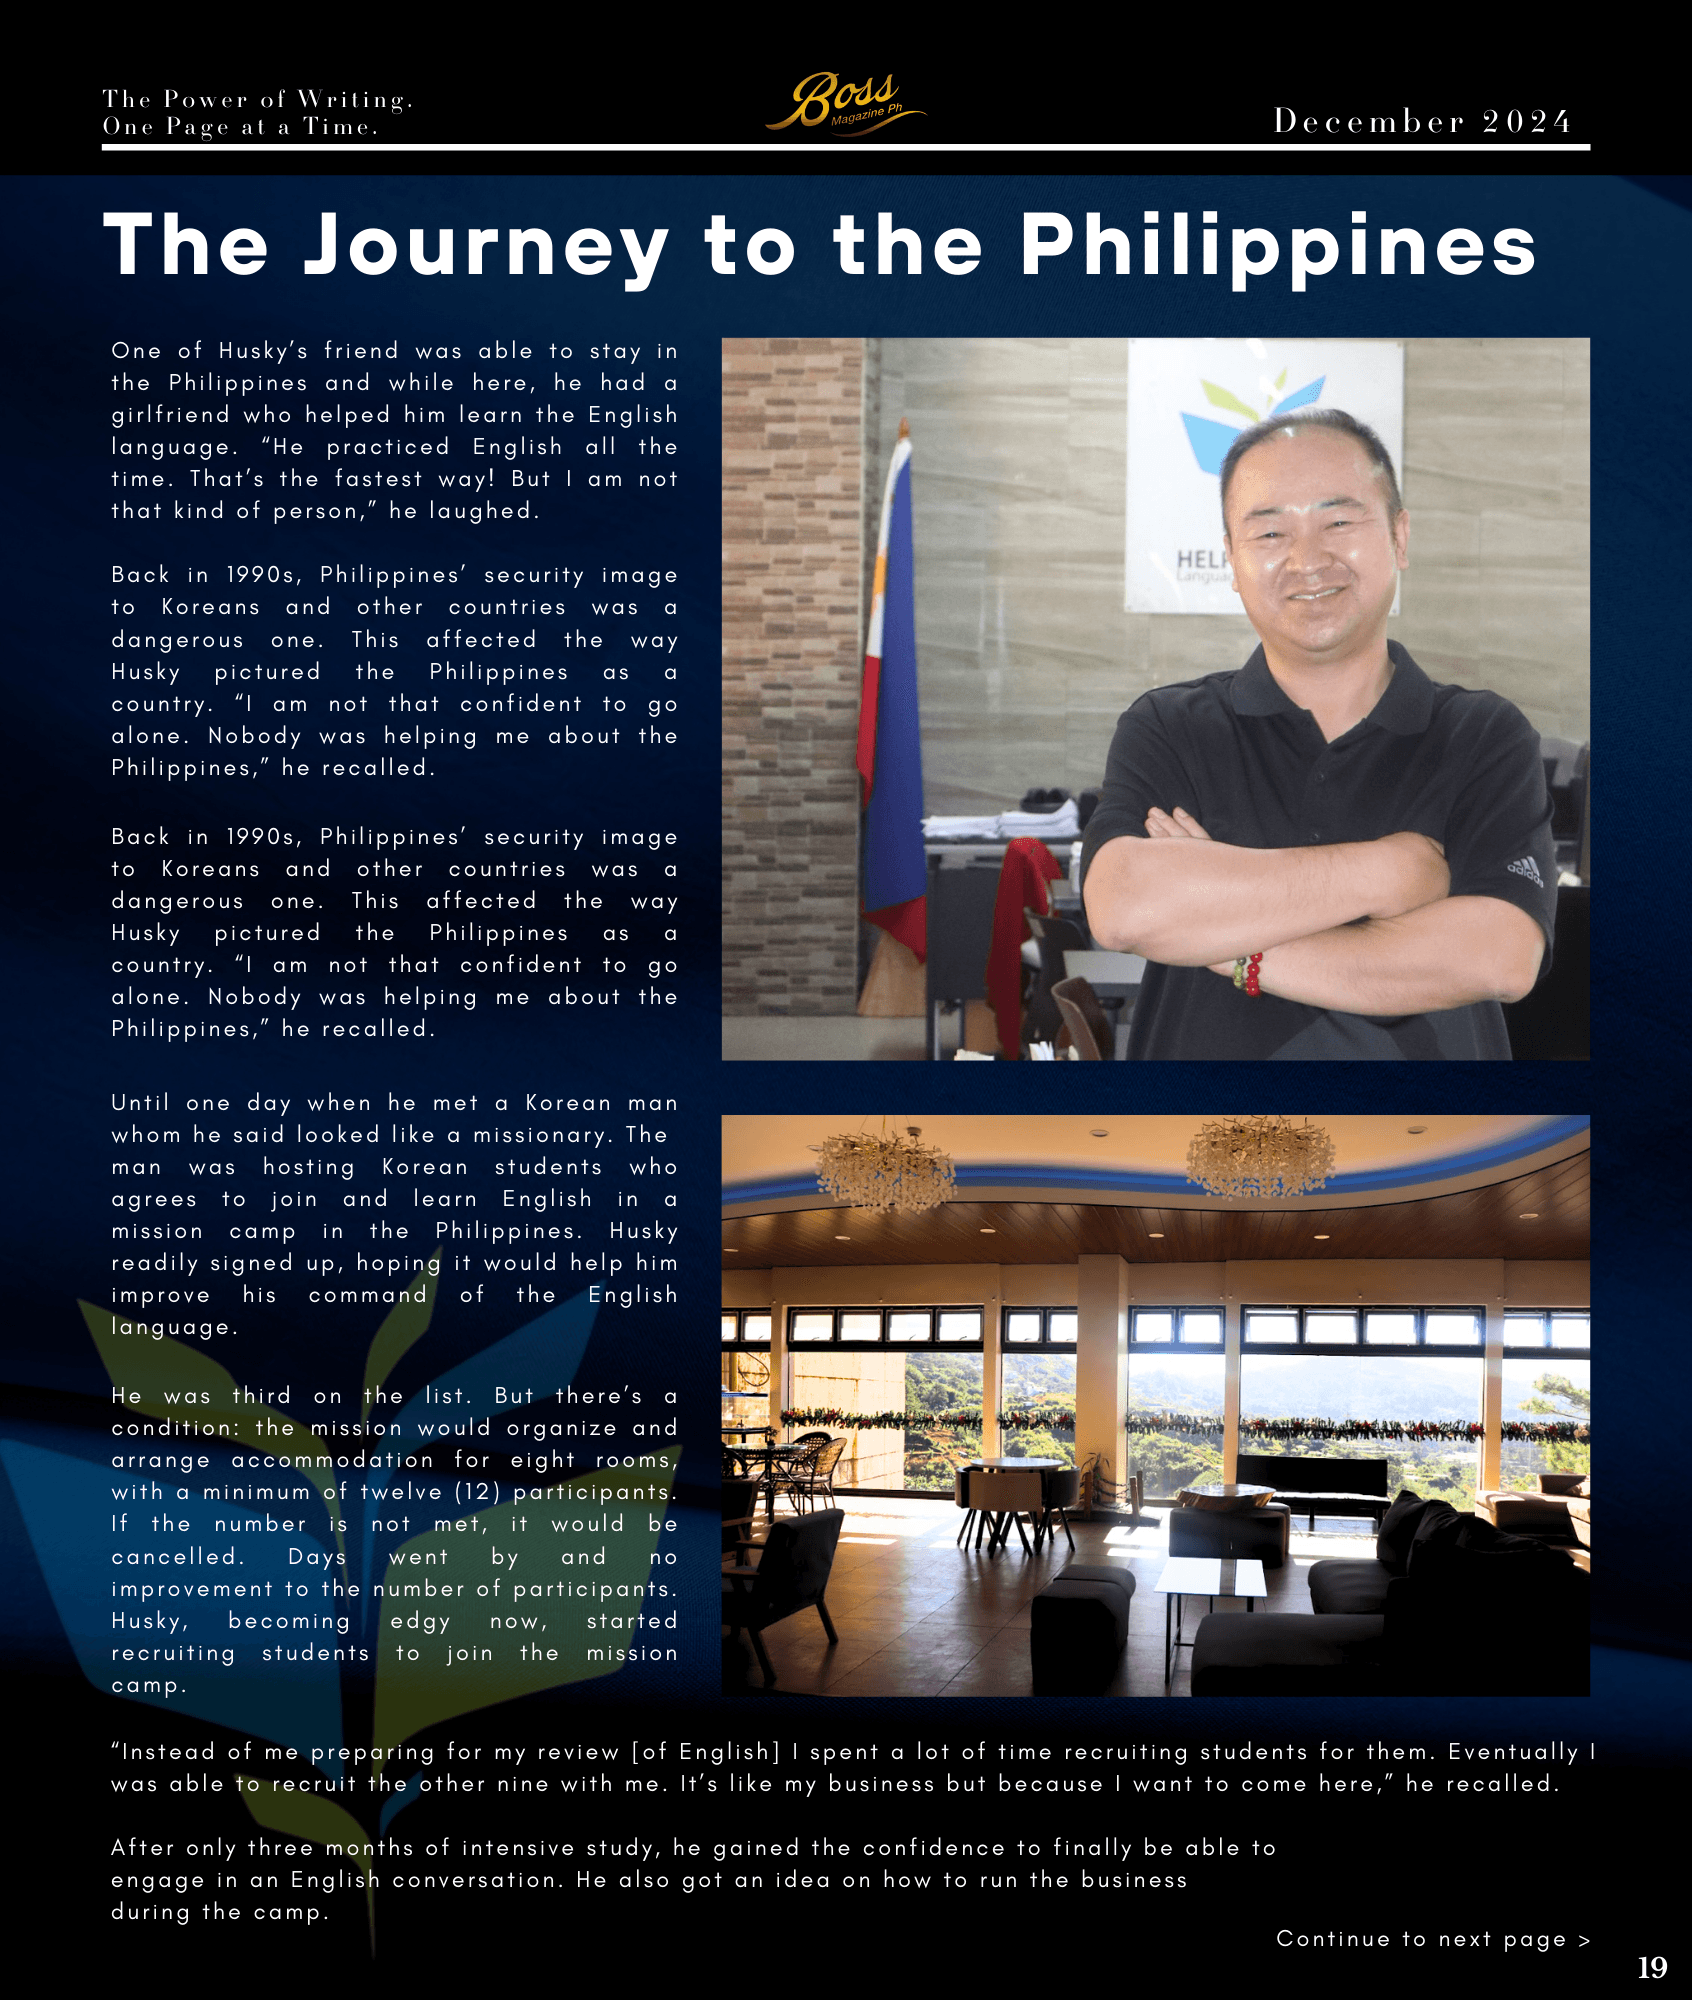 The Power of Writing.
One Page at a Time.
Boss
Magazine Ph
December 2024
The Journey to the Philippines
One of Husky’s friend was able to stay in
the Philippines and while here, he had a
girlfriend who helped him learn the English
language. “He practiced English all the
time. That’s the fastest way! But I am not
that kind of person,” he laughed.
Back in 1990s, Philippines’ security image
to Koreans and other countries was a
dangerous one. This affected the way
Husky pictured the Philippines as a
country. “I am not that confident to go
alone. Nobody was helping me about the
Philippines,” he recalled.
Back in 1990s, Philippines’ security image
to Koreans and other countries was a
dangerous one. This affected the way
Husky pictured the Philippines as a
country. “I am not that confident to go
alone. Nobody was helping me about the
Philippines,” he recalled.
Until one day when he met a Korean man
whom he said looked like a missionary. The
man was hosting Korean students who
agrees to join and learn English in a
mission camp in the Philippines. Husky
readily signed up, hoping it would help him
improve his command of the English
language.
He was third on the list. But there’s a
condition: the mission would organize and
arrange accommodation for eight rooms,
with a minimum of twelve (12) participants.
If the number is not met, it would be
cancelled. Days went by and no
improvement to the number of participants.
Husky, becoming edgy now, started
recruiting students to join the mission
camp.
HELP
Langua
adidas
“Instead of me preparing for my review [of English] I spent a lot of time recruiting students for them. Eventually I
was able to recruit the other nine with me. It’s like my business but because I want to come here,” he recalled.
After only three months of intensive study, he gained the confidence to finally be able to
engage in an English conversation. He also got an idea on how to run the business
during the camp.
Continue to next page >
19